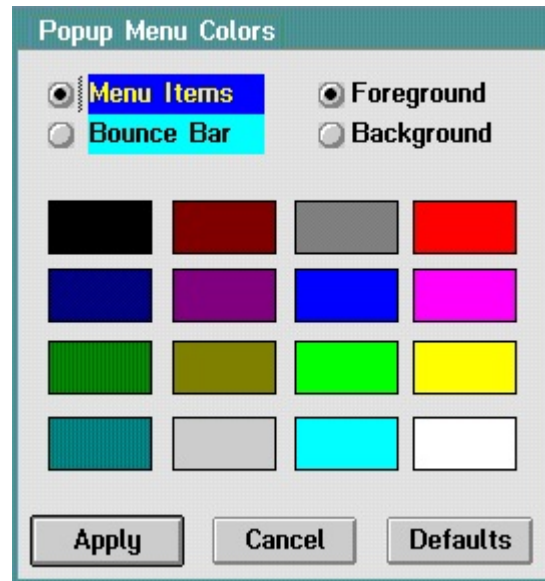 Popup Menu Colors
Menu Items Foreground
Bounce Bar Background
Apply Cancel Defaults